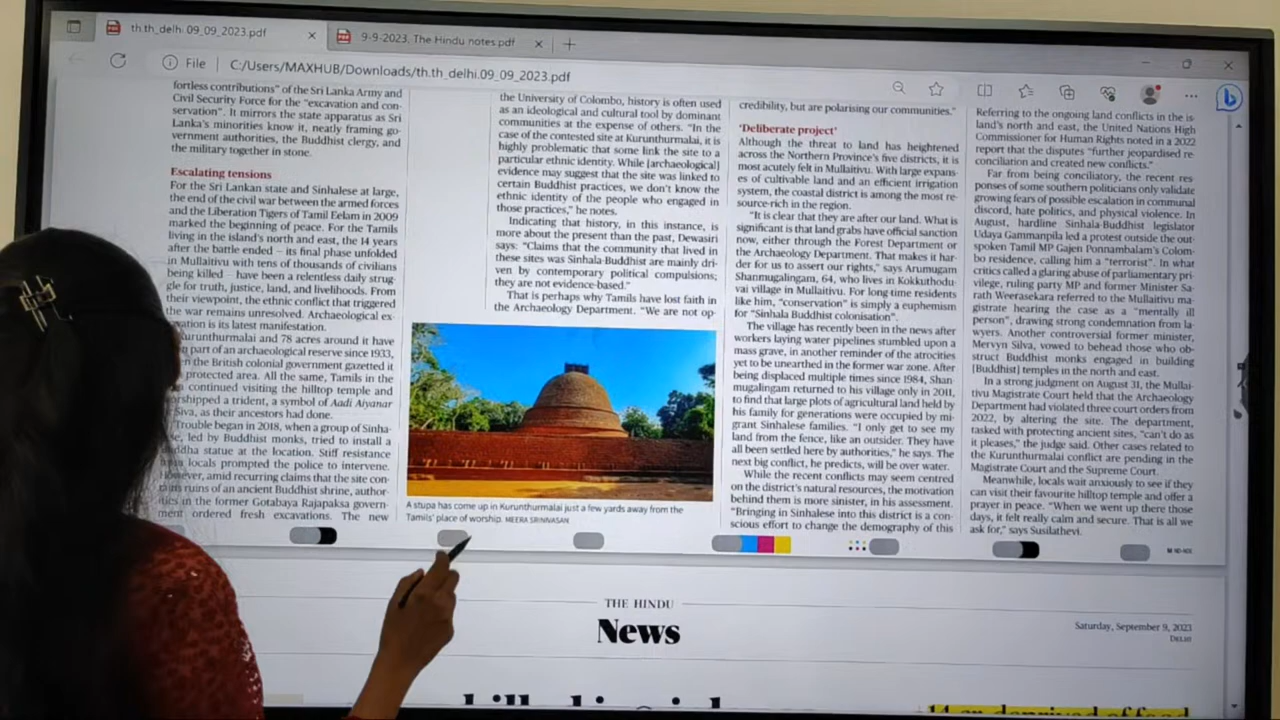 th.th_delhi.09_09_2023.pdf
9-9-2023, The Hindu notes.pdf
File
C:/Users/MAXHUB/Downloads/th.th_delhi.09_09_2023.pdf
fortless contributions" of the Sri Lanka Army and
Civil Security Force for the "excavation and con-
servation". It mirrors the state apparatus as Sri
Lanka's minorities know it, neatly framing go-
vernment authorities, the Buddhist clergy, and
the military together in stone.
Escalating tensions
For the Sri Lankan state and Sinhalese at large,
the end of the civil war between the armed forces
and the Liberation Tigers of Tamil Eelam in 2009
marked the beginning of peace. For the Tamils
living in the island's north and east, the 14 years
after the battle ended – its final phase unfolded
in Mullaitivu with tens of thousands of civilians
being killed – have been a relentless daily strug-
gle for truth, justice, land, and livelihoods. From
their viewpoint, the ethnic conflict that triggered
the war remains unresolved. Archaeological ex-
is its latest manifestation.
and 78 acres around it have
part of an archaeological reserve since 1933,
the British colonial government gazetted it
protected area. All the same, Tamils in the
continued visiting the hilltop temple and
a trident, a symbol of Aadi Aiyanar
Siva, as their ancestors had done.
Trouble began in 2018, when a group of Sinha-
led by Buddhist monks, tried to install a
statue at the location. Stiff resistance
locals prompted the police to intervene.
However, amid recurring claims that the site con-
ruins of an ancient Buddhist shrine, author-
in the former Gotabaya Rajapaksa govern-
ment ordered fresh excavations. The new
the University of Colombo, history is often used
as an ideological and cultural tool by dominant
communities at the expense of others. "In the
case of the contested site at Kurunthurmalai, it is
highly problematic that some link the site to a
particular ethnic identity. While [archaeological]
evidence may suggest that the site was linked to
certain Buddhist practices, we don't know the
ethnic identity of the people who engaged in
those practices," he notes.
Indicating that history, in this instance, is
more about the present than the past, Dewasiri
says: "Claims that the community that lived in
these sites was Sinhala-Buddhist are mainly dri-
ven by contemporary political compulsions;
they are not evidence-based."
That is perhaps why Tamils have lost faith in
the Archaeology Department. "We are not op-
A stupa has come up in Kurunthurmalai just a few yards away from the
Tamils' place of worship. MEERA SRINIVASAN
credibility, but are polarising our communities."
'Deliberate project'
Although the threat to land has heightened
across the Northern Province's five districts, it is
most acutely felt in Mullaitivu. With large expans-
es of cultivable land and an efficient irrigation
system, the coastal district is among the most re-
source-rich in the region.
"It is clear that they are after our land. What is
significant is that land grabs have official sanction
now, either through the Forest Department or
the Archaeology Department. That makes it har-
der for us to assert our rights," says Arumugam
Shanmugalingam, 64, who lives in Kokkuthodu-
vai village in Mullaitivu. For long-time residents
like him, "conservation" is simply a euphemism
for "Sinhala Buddhist colonisation".
The village has recently been in the news after
workers laying water pipelines stumbled upon a
mass grave, in another reminder of the atrocities
yet to be unearthed in the former war zone. After
being displaced multiple times since 1984, Shan-
mugalingam returned to his village only in 2011,
to find that large plots of agricultural land held by
his family for generations were occupied by mi-
grant Sinhalese families. "I only get to see my
land from the fence, like an outsider. They have
all been settled here by authorities," he says. The
next big conflict, he predicts, will be over water.
While the recent conflicts may seem centred
on the district's natural resources, the motivation
behind them is more sinister, in his assessment.
"Bringing in Sinhalese into this district is a con-
scious effort to change the demography of this
Referring to the ongoing land conflicts in the is-
land's north and east, the United Nations High
Commissioner for Human Rights noted in a 2022
report that the disputes "further jeopardised re-
conciliation and created new conflicts."
Far from being conciliatory, the recent res-
ponses of some southern politicians only validate
growing fears of possible escalation in communal
discord, hate politics, and physical violence. In
August, hardline Sinhala-Buddhist legislator
Udaya Gammanpila led a protest outside the out-
spoken Tamil MP Gajen Ponnambalam's Colom-
bo residence, calling him a "terrorist". In what
critics called a glaring abuse of parliamentary pri-
vilege, ruling party MP and former Minister Sa-
rath Weerasekara referred to the Mullaitivu ma-
gistrate hearing the case as a "mentally ill
person", drawing strong condemnation from la-
wyers. Another controversial former minister,
Mervyn Silva, vowed to behead those who ob-
struct Buddhist monks engaged in building
[Buddhist] temples in the north and east.
In a strong judgment on August 31, the Mullai-
tivu Magistrate Court held that the Archaeology
Department had violated three court orders from
2022, by altering the site. The department,
tasked with protecting ancient sites, "can't do as
it pleases," the judge said. Other cases related to
the Kurunthurmalai conflict are pending in the
Magistrate Court and the Supreme Court.
Meanwhile, locals wait anxiously to see if they
can visit their favourite hilltop temple and offer a
prayer in peace. "When we went up there those
days, it felt really calm and secure. That is all we
ask for," says Susilathevi.
THE HINDU
News
Saturday, September 9, 2023
DELHI